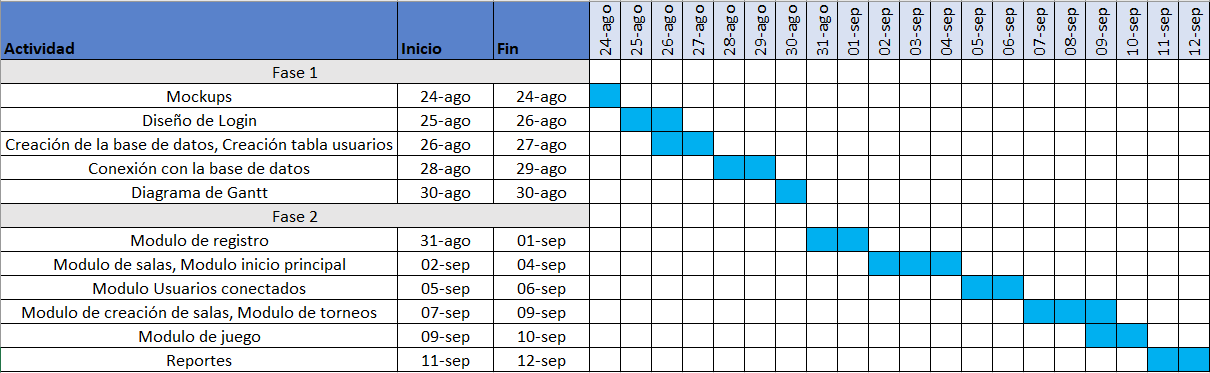 Actividad Inicio Fin 24-ago 25-ago 26-ago 27-ago 28-ago 29-ago 30-ago 31-ago 01-sep 02-sep 03-sep 04-sep 05-sep 06-sep 07-sep 08-sep 09-sep 10-sep 11-sep 12-sep
Fase 1
Mockups 24-ago 24-ago
Diseño de Login 25-ago 26-ago
Creación de la base de datos, Creación tabla usuarios 26-ago 27-ago
Conexión con la base de datos 28-ago 29-ago
Diagrama de Gantt 30-ago 30-ago
Fase 2
Modulo de registro 31-ago 01-sep
Modulo de salas, Modulo inicio principal 02-sep 04-sep
Modulo Usuarios conectados 05-sep 06-sep
Modulo de creación de salas, Modulo de torneos 07-sep 09-sep
Modulo de juego 09-sep 10-sep
Reportes 11-sep 12-sep